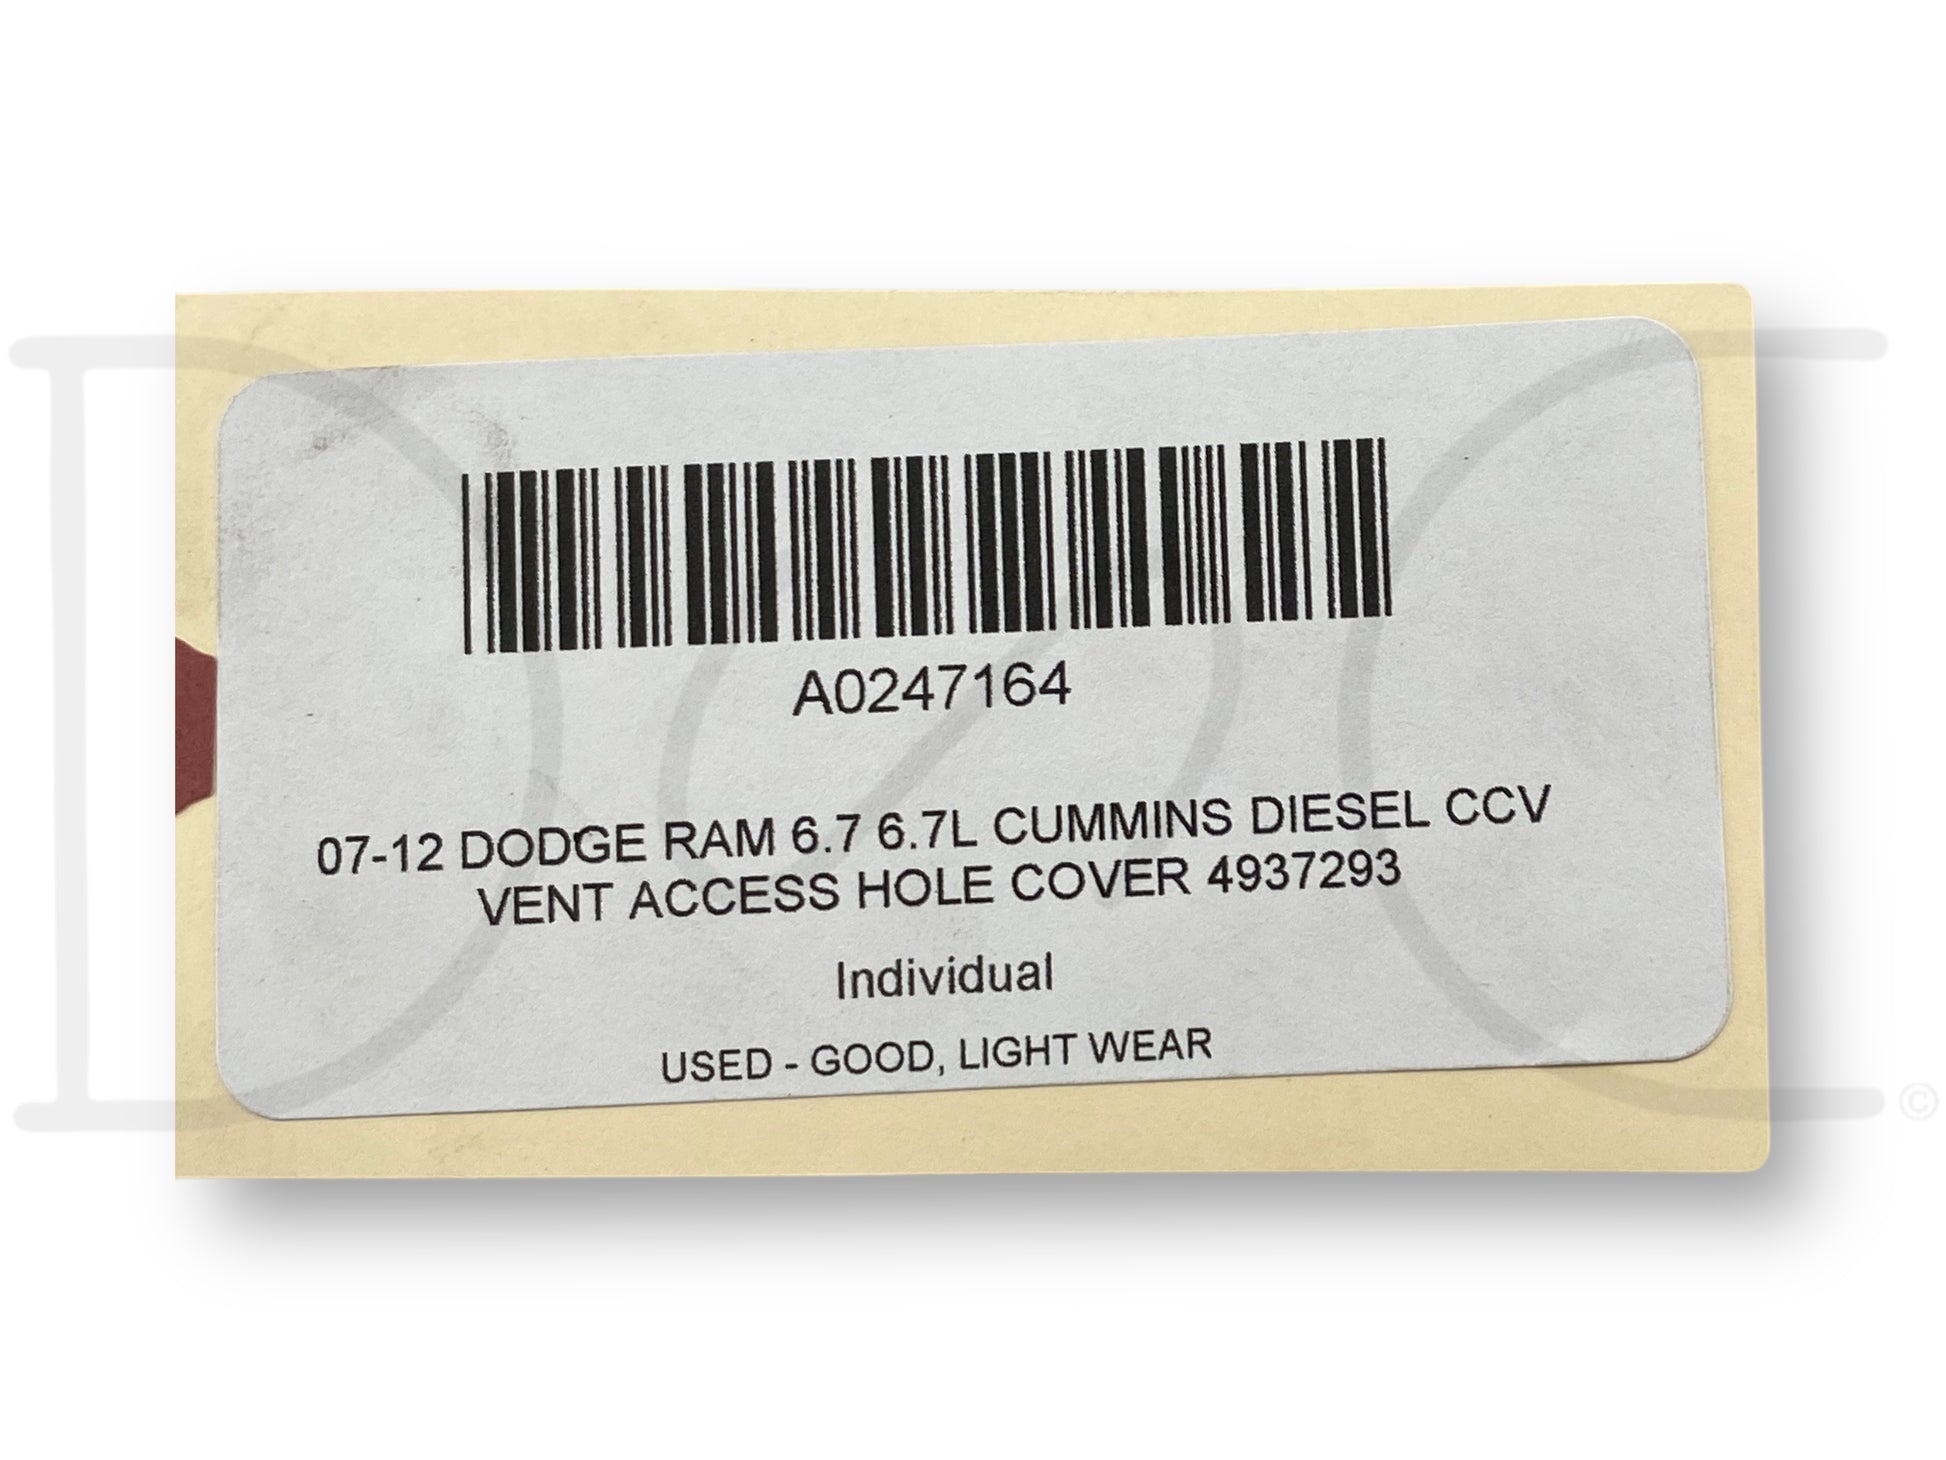 A0247164
07-12 DODGE RAM 6.7 6.7L CUMMINS DIESEL CCV
VENT ACCESS HOLE COVER 4937293
Individual
USED - GOOD, LIGHT WEAR
©